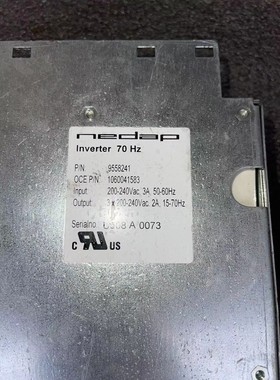 nedap
Inverter 70 Hz
P/N: 9558241
OCE P/N: 1060041583
Input: 200-240Vac, 3A, 50-60Hz
Output: 3 x 200-240Vac, 2A, 15-70Hz
Serialno A 0073
C US